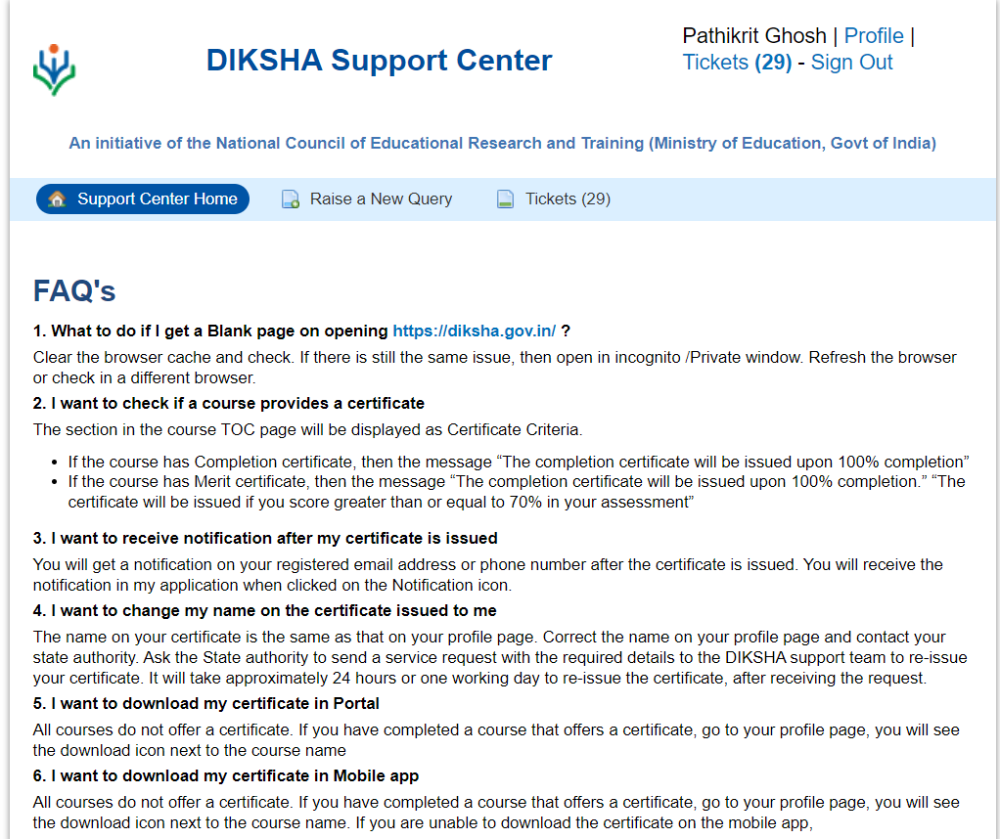 DIKSHA Support Center
Pathikrit Ghosh | Profile |
Tickets (29) - Sign Out
An initiative of the National Council of Educational Research and Training (Ministry of Education, Govt of India)
Support Center Home
Raise a New Query
Tickets (29)
FAQ's
1. What to do if I get a Blank page on opening https://diksha.gov.in/ ?
Clear the browser cache and check. If there is still the same issue, then open in incognito /Private window. Refresh the browser
or check in a different browser.
2. I want to check if a course provides a certificate
The section in the course TOC page will be displayed as Certificate Criteria.
• If the course has Completion certificate, then the message “The completion certificate will be issued upon 100% completion”
• If the course has Merit certificate, then the message “The completion certificate will be issued upon 100% completion.” “The
certificate will be issued if you score greater than or equal to 70% in your assessment”
3. I want to receive notification after my certificate is issued
You will get a notification on your registered email address or phone number after the certificate is issued. You will receive the
notification in my application when clicked on the Notification icon.
4. I want to change my name on the certificate issued to me
The name on your certificate is the same as that on your profile page. Correct the name on your profile page and contact your
state authority. Ask the State authority to send a service request with the required details to the DIKSHA support team to re-issue
your certificate. It will take approximately 24 hours or one working day to re-issue the certificate, after receiving the request.
5. I want to download my certificate in Portal
All courses do not offer a certificate. If you have completed a course that offers a certificate, go to your profile page, you will see
the download icon next to the course name
6. I want to download my certificate in Mobile app
All courses do not offer a certificate. If you have completed a course that offers a certificate, go to your profile page, you will see
the download icon next to the course name. If you are unable to download the certificate on the mobile app,